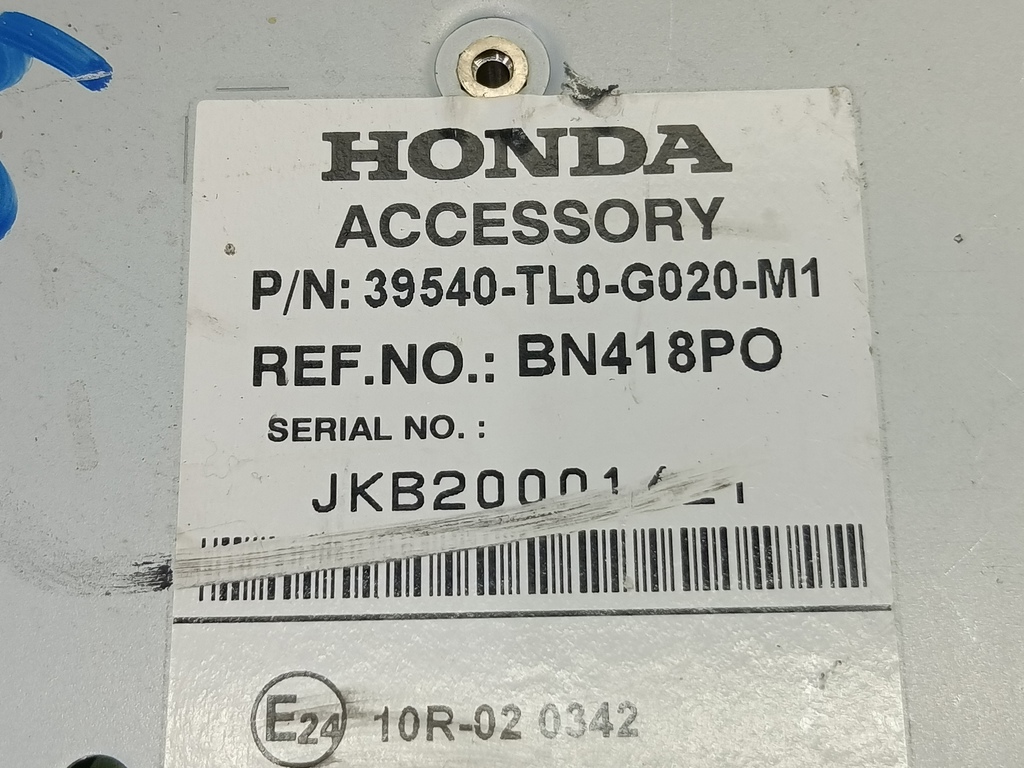 HONDA
ACCESSORY
P/N: 39540-TL0-G020-M1
REF.NO.: BN418PO
SERIAL NO. :
E24 10R-02 0342